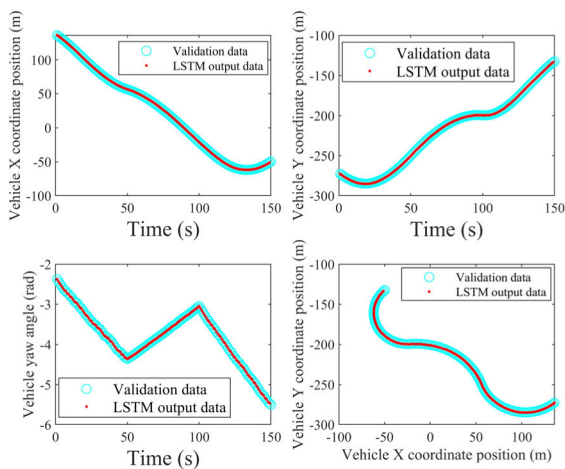 Vehicle X coordinate position (m)
100
50
0
-50
-100
Validation data
LSTM output data
0
50
100
150
Time (s)
Vehicle Y coordinate position (m)
-100
-150
-200
-250
-300
Validation data
LSTM output data
0
50
100
150
Time (s)
Vehicle yaw angle (rad)
-2
-3
-4
-5
-6
Validation data
LSTM output data
0
50
100
150
Time (s)
Vehicle Y coordinate position (m)
-100
-150
-200
-250
-300
Validation data
LSTM output data
-100
-50
0
50
100
Vehicle X coordinate position (m)